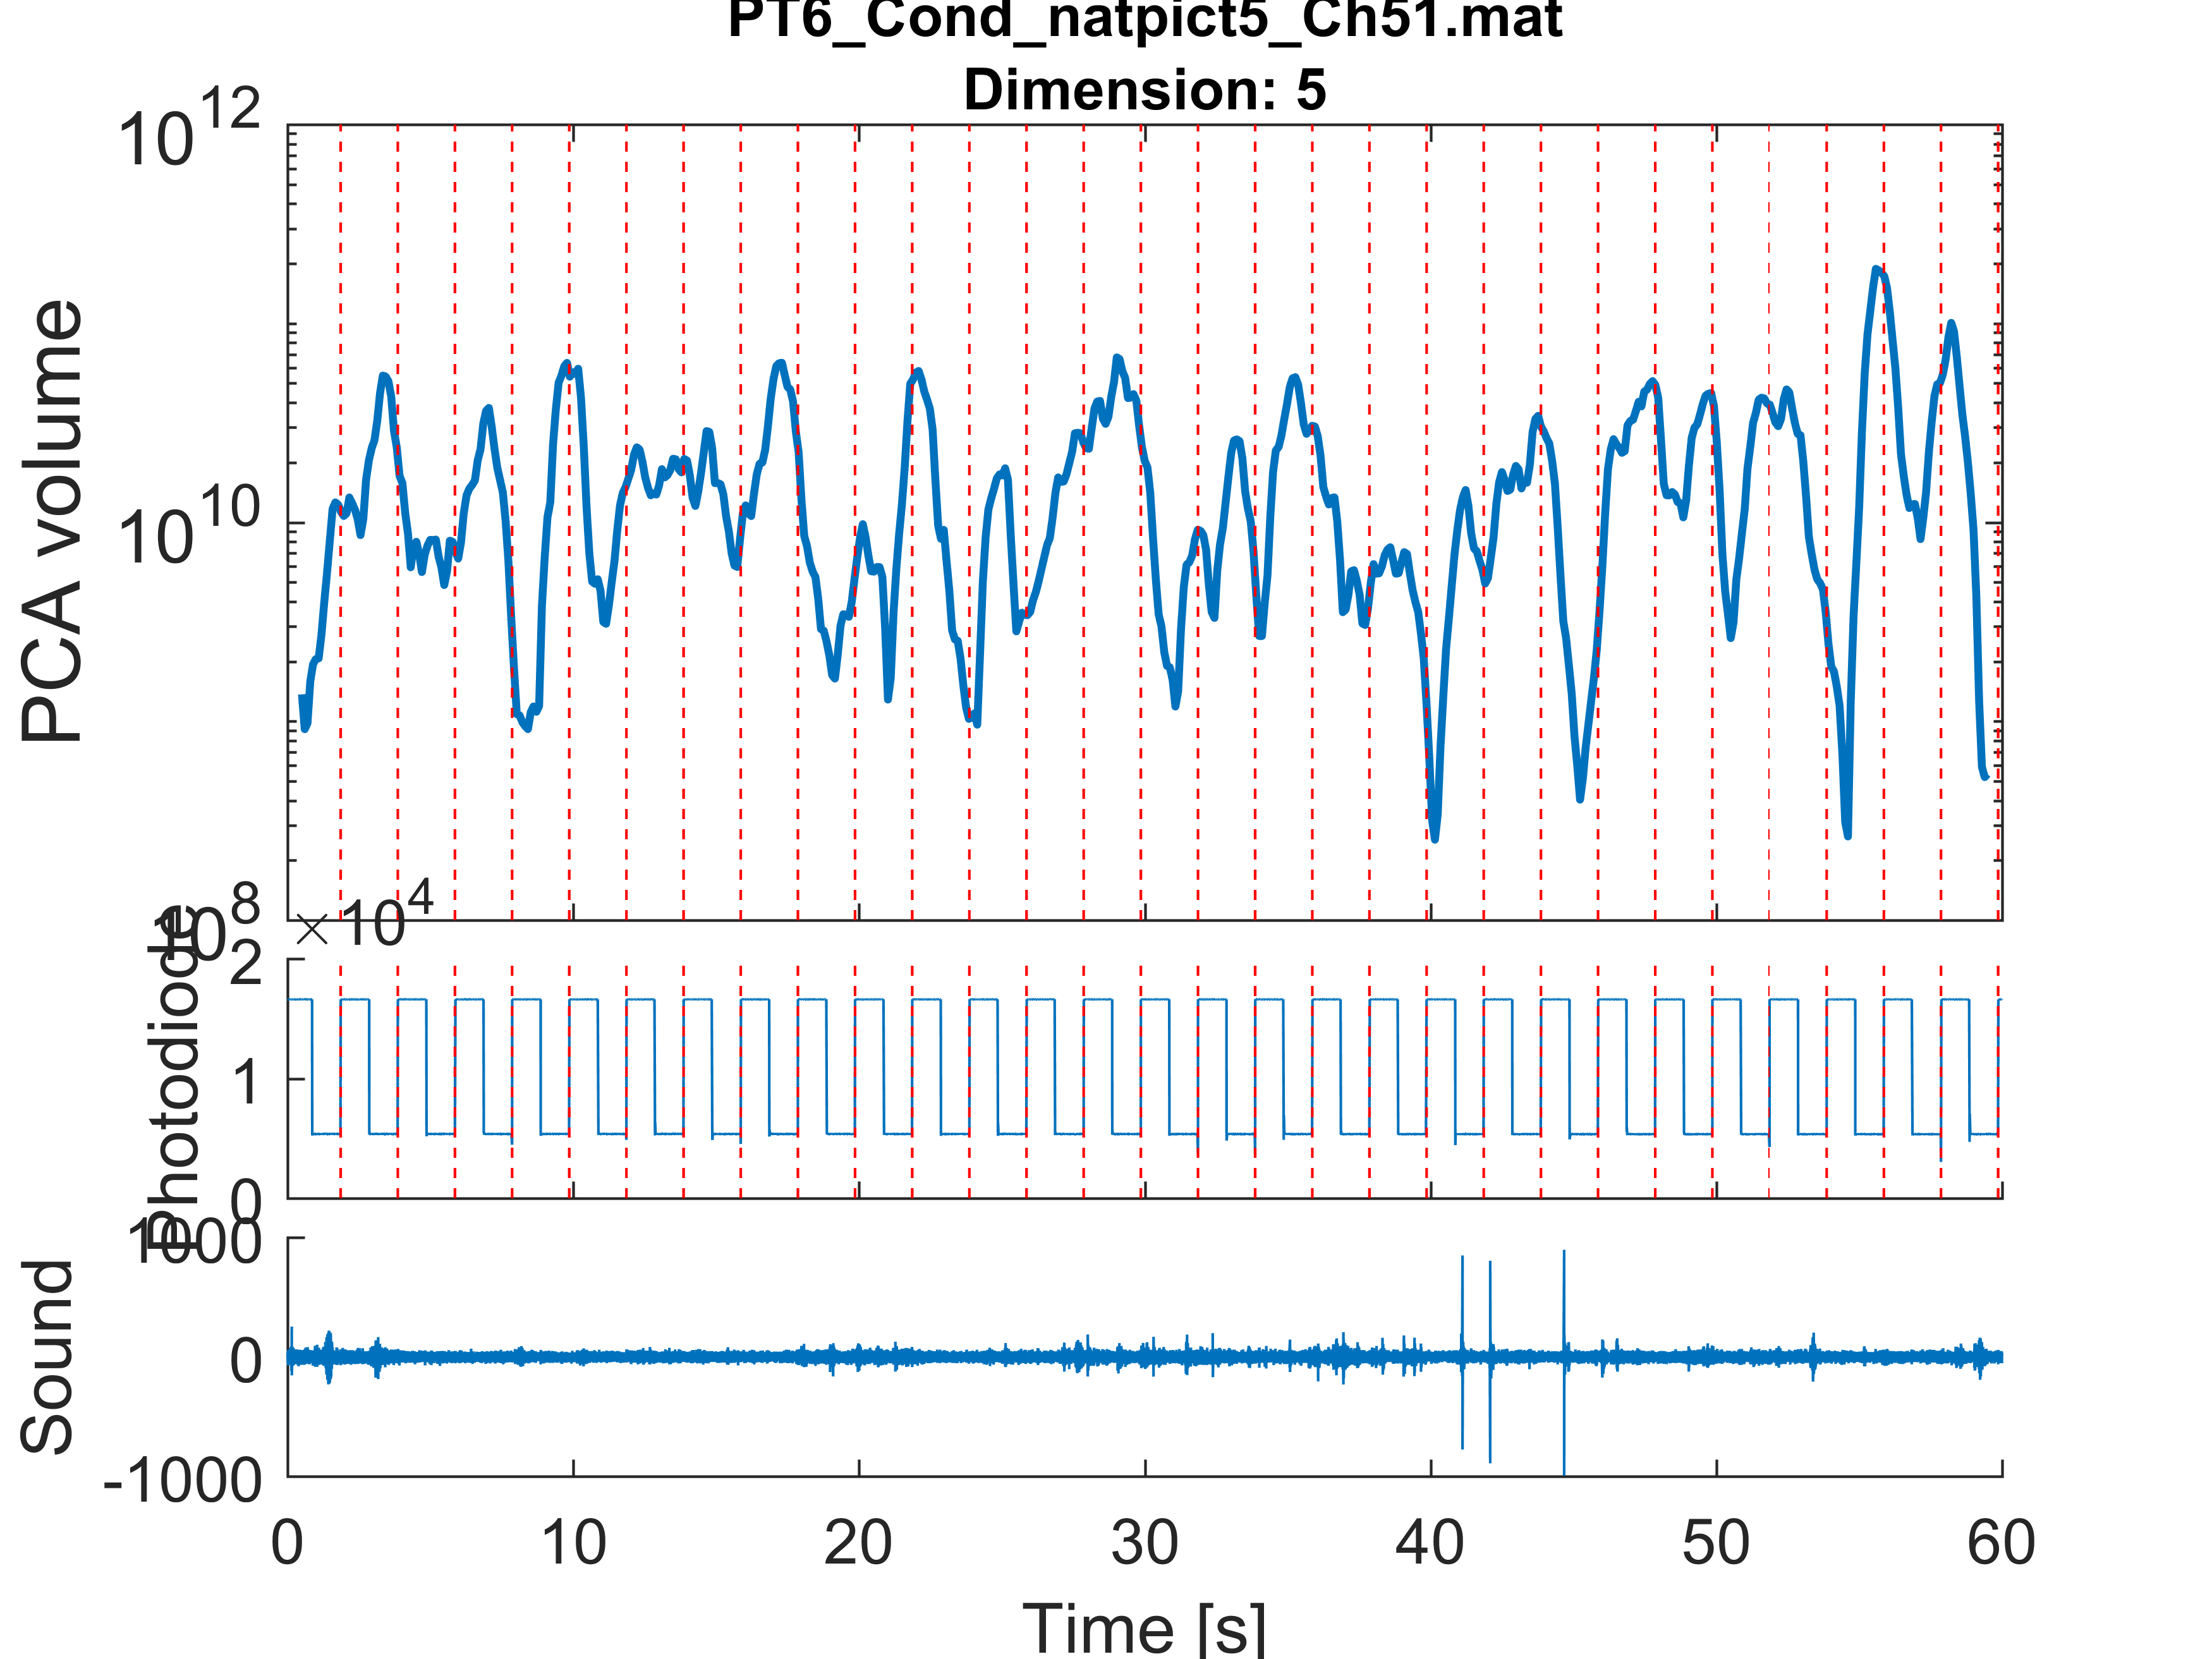 PT6_Cond_natpict5_Ch51.mat
Dimension: 5
10^12
10^10
10^8
PCA volume
×10^4
2
1
0
Photodiode
1000
0
-1000
Sound
0 10 20 30 40 50 60
Time [s]